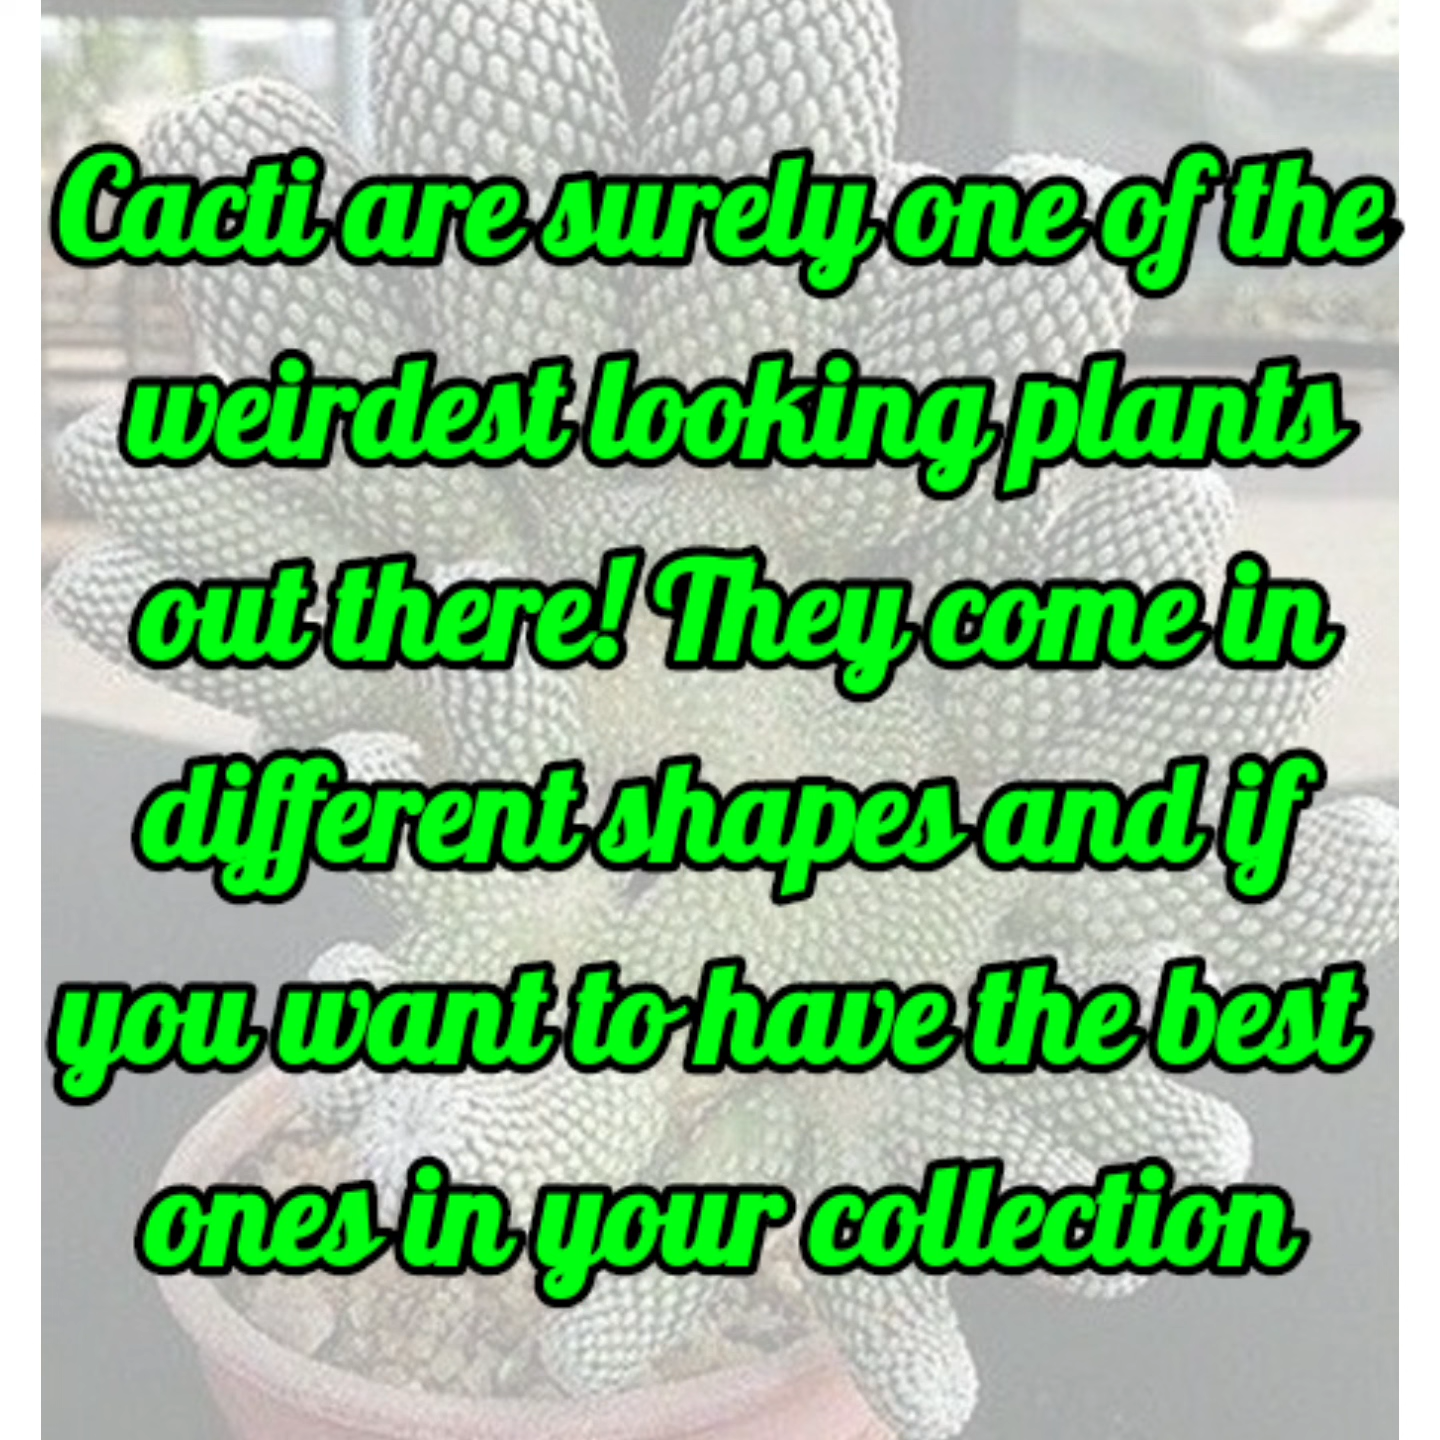 Cacti are surely one of the
weirdest looking plants
out there! They come in
different shapes and if
you want to have the best
ones in your collection